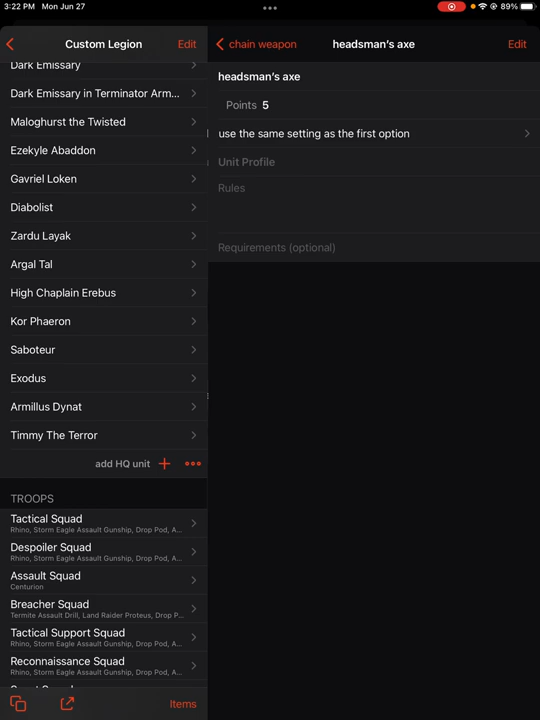 3:22 PM Mon Jun 27
89%
Custom Legion
Edit
Dark Emissary
Dark Emissary in Terminator Arm...
Maloghurst the Twisted
Ezekyle Abaddon
Gavriel Loken
Diabolist
Zardu Layak
Argal Tal
High Chaplain Erebus
Kor Phaeron
Saboteur
Exodus
Armillus Dynat
Timmy The Terror
add HQ unit
TROOPS
Tactical Squad
Rhino, Storm Eagle Assault Gunship, Drop Pod, A...
Despoiler Squad
Rhino, Storm Eagle Assault Gunship, Drop Pod, A...
Assault Squad
Centurion
Breacher Squad
Termite Assault Drill, Land Raider Proteus, Drop P...
Tactical Support Squad
Rhino, Storm Eagle Assault Gunship, Drop Pod, A...
Reconnaissance Squad
Rhino, Storm Eagle Assault Gunship, Drop Pod, A...
Items
chain weapon
headsman's axe
Edit
headsman's axe
Points 5
use the same setting as the first option
Unit Profile
Rules
Requirements (optional)